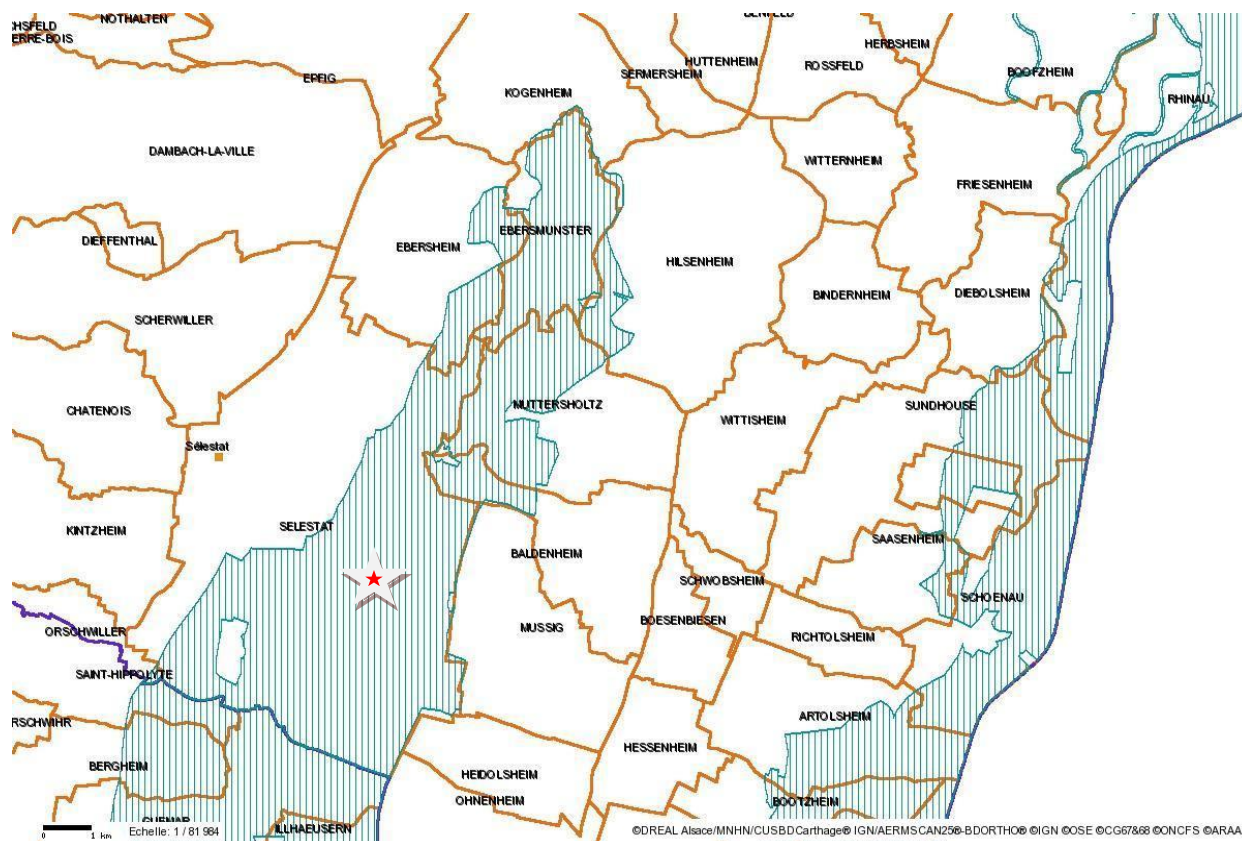 NOTHALTEN
BENFELD
HERBSHEIM
HUTTENHEIM
ROSSFELD
SERMERSHEIM
BOOFZHEIM
EPFIG
KOGENHEIM
RHINAU
DAMBACH-LA-VILLE
WITTERNHEIM
FRIESENHEIM
DIEFFENTHAL
EBERSHEIM
EBERSMUNSTER
HILSENHEIM
BINDERNHEIM
DIEBOLSHEIM
SCHERWILLER
CHATENOIS
MUTTERSHOLTZ
SUNDHOUSE
WITTISHEIM
Sélestat
SELESTAT
KINTZHEIM
SAASENHEIM
BALDENHEIM
SCHWOBSHEIM
SCHOENAU
BOESENBIESEN
MUSSIG
ORSCHWILLER
RICHTOLSHEIM
SAINT-HIPPOLYTE
ARTOLSHEIM
RSCHWIHR
HESSENHEIM
BERGHEIM
HEIDOLSHEIM
OHNENHEIM
BOOTZHEIM
GUEMAR
ILLHAEUSERN
0 1 km
Echelle: 1 / 81 984
©DREAL Alsace/MNHN/CUSBDCarthage® IGN/AERMSCAN25®-BDORTHO® ©IGN ©OSE ©CG67&68 ©ONCFS ©ARAA